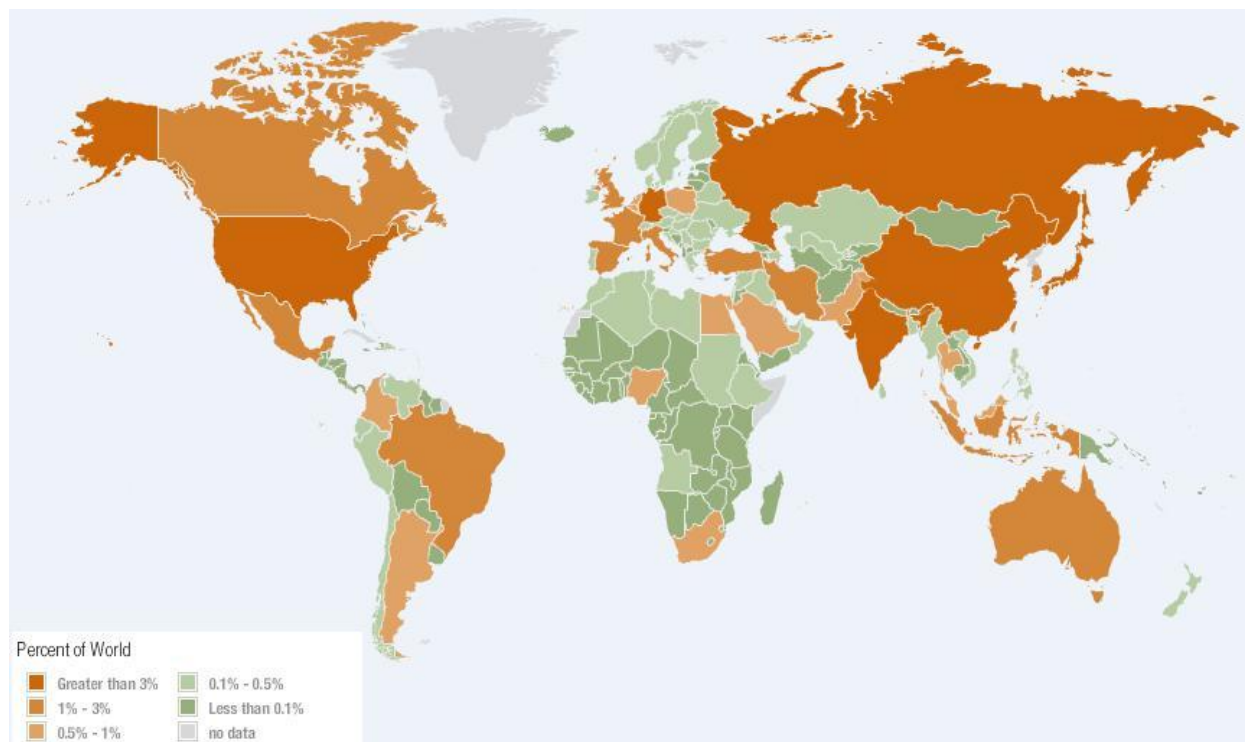 Percent of World
Greater than 3%
1% - 3%
0.5% - 1%
0.1% - 0.5%
Less than 0.1%
no data